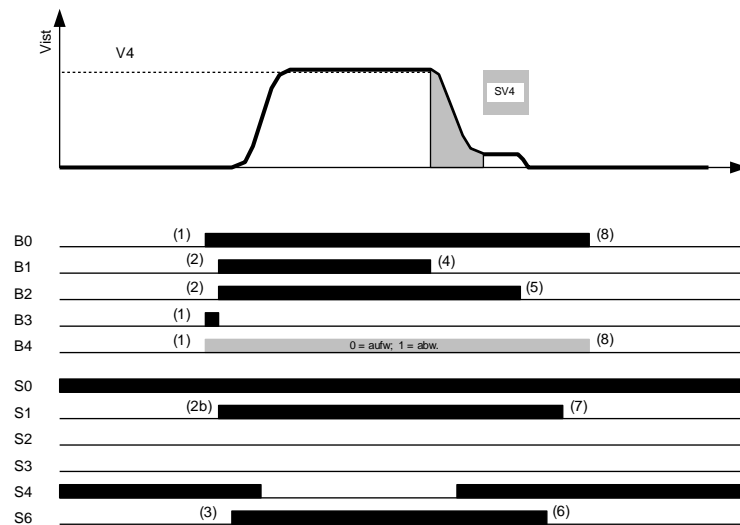 Vist
V4
SV4
B0 (1) (8)
B1 (2) (4)
B2 (2) (5)
B3 (1)
B4 (1) 0 = aufw; 1 = abw. (8)
S0
S1 (2b) (7)
S2
S3
S4
S6 (3) (6)